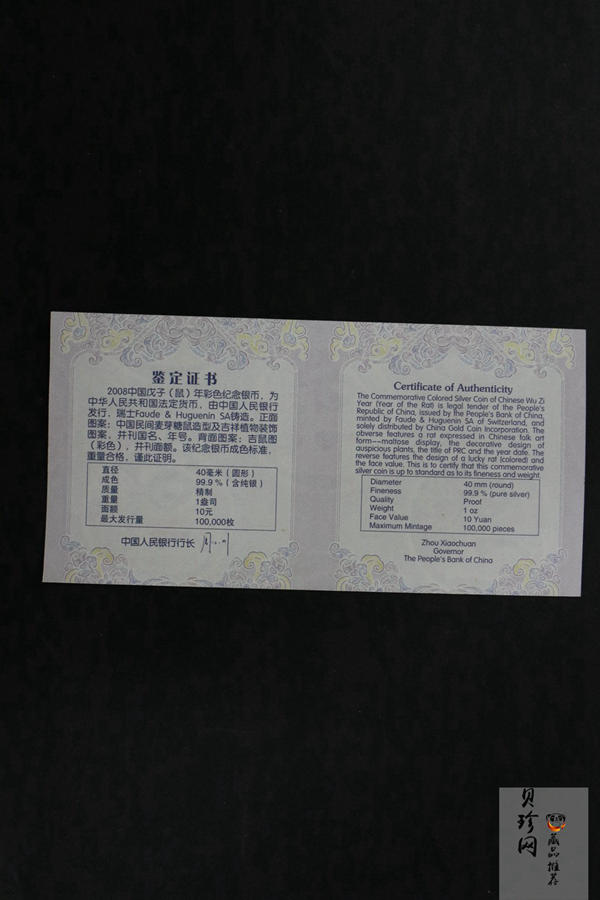 鉴定证书
2008中国戊子（鼠）年彩色纪念银币，为
中华人民共和国法定货币，由中国人民银行
发行，瑞士Faude & Huguenin SA铸造。正面
图案：中国民间麦芽糖鼠造型及吉祥植物装饰
图案，并刊国名、年号。背面图案：吉鼠图
（彩色），并刊面额。该纪念银币成色标准，
重量合格，谨此证明。
直径 40毫米（圆形）
成色 99.9％（含纯银）
质量 精制
重量 1盎司
面额 10元
最大发行量 100,000枚
中国人民银行行长
Certificate of Authenticity
The Commemorative Colored Silver Coin of Chinese Wu Zi
Year (Year of the Rat) is legal tender of the People's
Republic of China, issued by the People's Bank of China,
minted by Faude & Huguenin SA of Switzerland, and
solely distributed by China Gold Coin Incorporation. The
obverse features a rat expressed in Chinese folk art
form--maltose display, the decorative design of
auspicious plants, the title of PRC and the year date. The
reverse features the design of a lucky rat (colored) and
the face value. This is to certify that this commemorative
silver coin is up to standard as to its fineness and weight.
Diameter 40 mm (round)
Fineness 99.9 % (pure silver)
Quality Proof
Weight 1 oz
Face Value 10 Yuan
Maximum Mintage 100,000 pieces
Zhou Xiaochuan
Governor
The People's Bank of China
贝珍网
藏品推荐